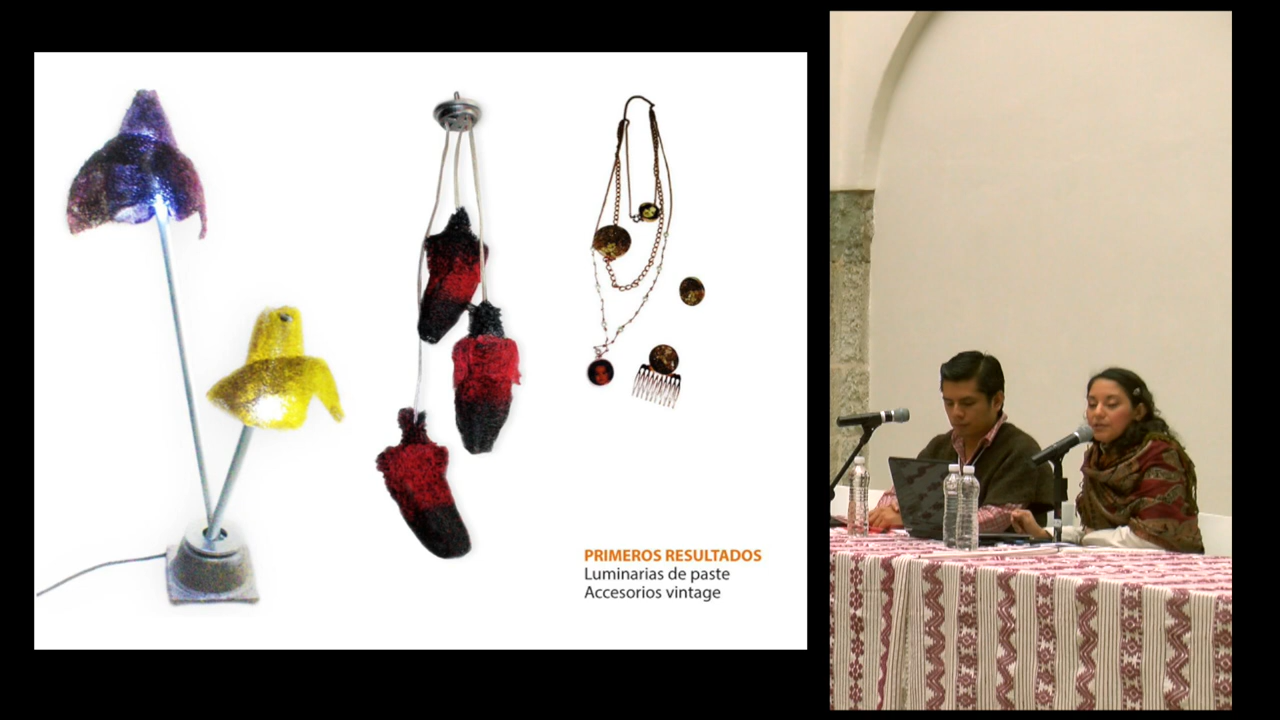 PRIMEROS RESULTADOS
Luminarias de paste
Accesorios vintage